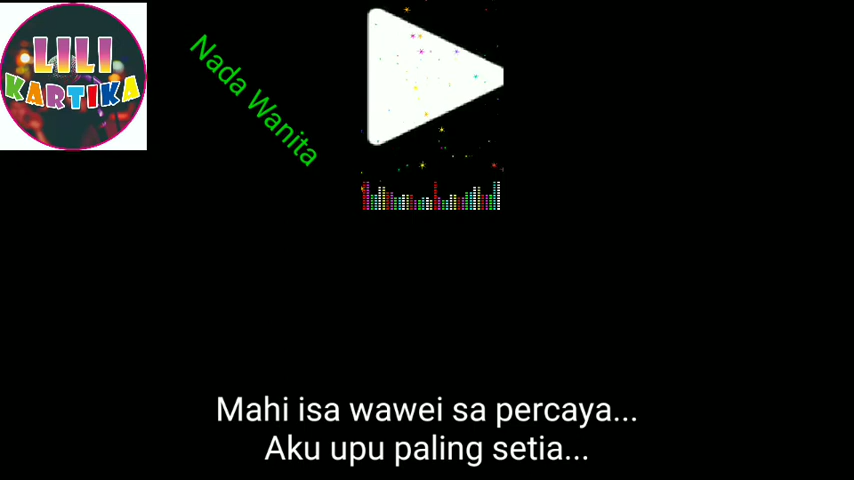 LILI
KARTIKA
Nada Wanita
Mahi isa wawei sa percaya...
Aku upu paling setia...